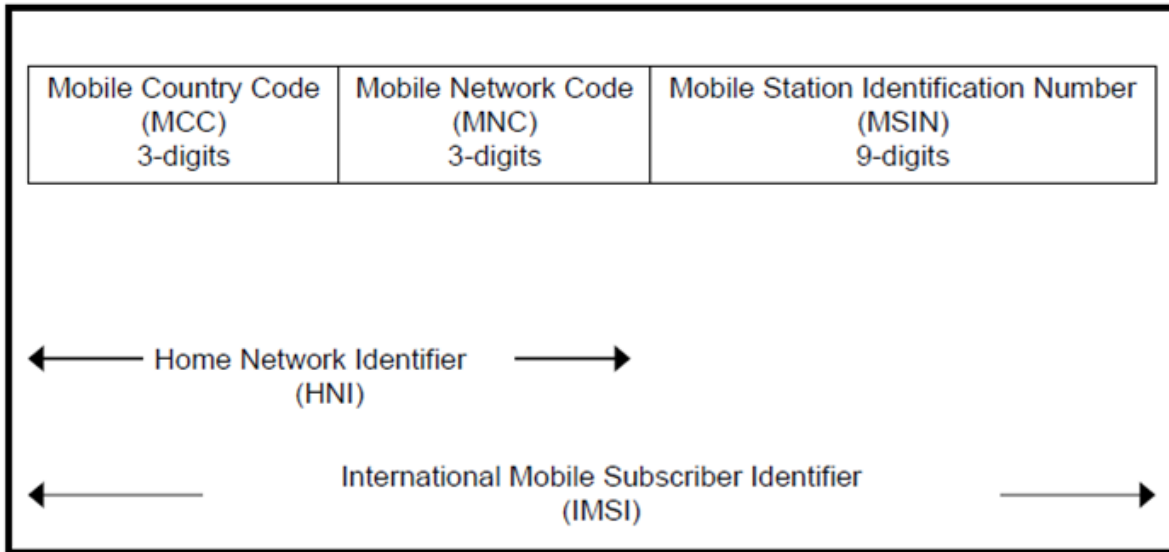 Mobile Country Code
(MCC)
3-digits
Mobile Network Code
(MNC)
3-digits
Mobile Station Identification Number
(MSIN)
9-digits
Home Network Identifier
(HNI)
International Mobile Subscriber Identifier
(IMSI)